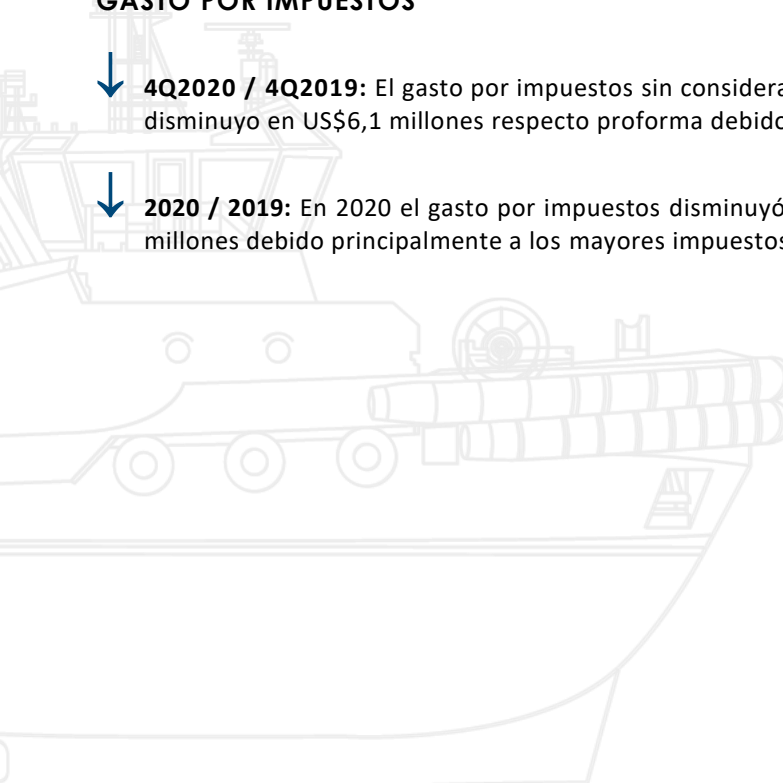 GASTO POR IMPUESTOS
4Q2020 / 4Q2019: El gasto por impuestos sin considera
disminuyo en US$6,1 millones respecto proforma debido
2020 / 2019: En 2020 el gasto por impuestos disminuyó
millones debido principalmente a los mayores impuestos